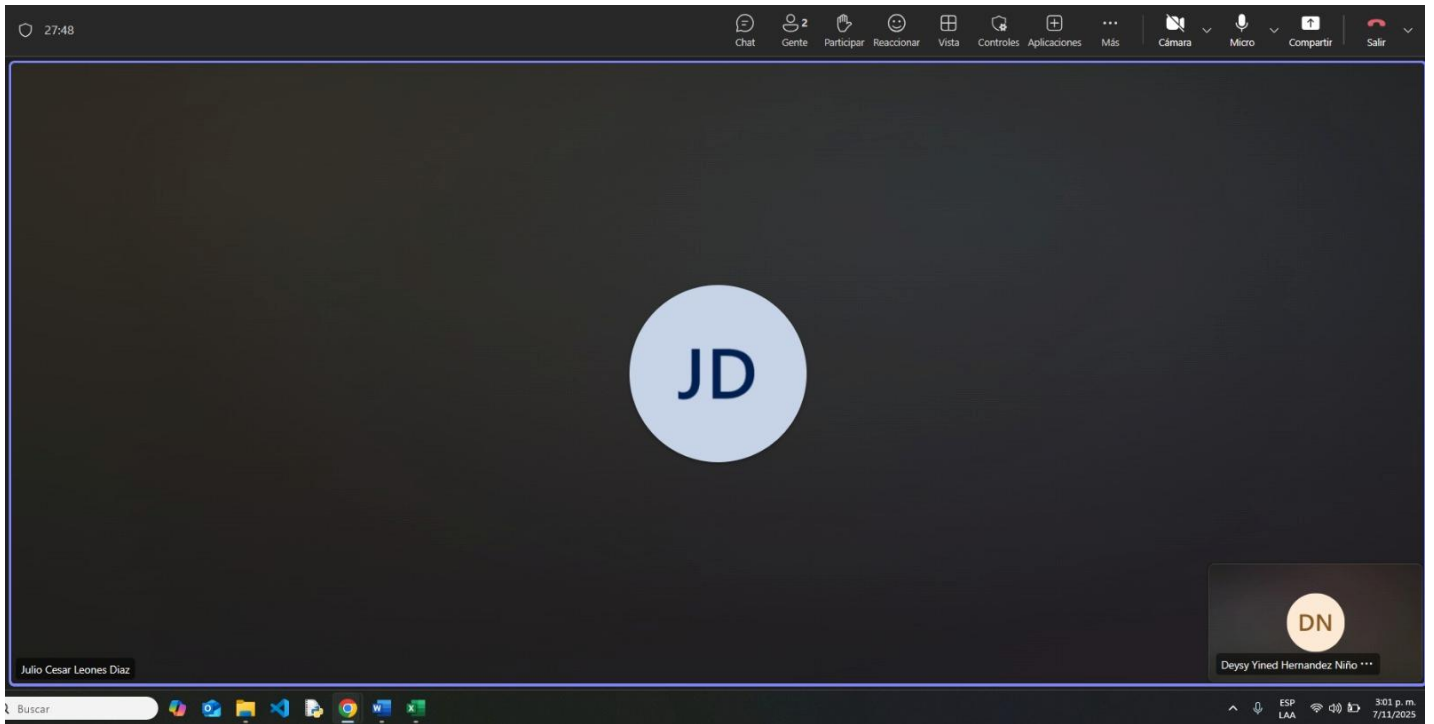 27:48
2
Chat Gente Participar Reaccionar Vista Controles Aplicaciones Más Cámara Micro Compartir Salir
JD
DN
Julio Cesar Leones Diaz
Deysy Yined Hernandez Niño ···
Buscar
ESP
LAA
3:01 p. m.
7/11/2025